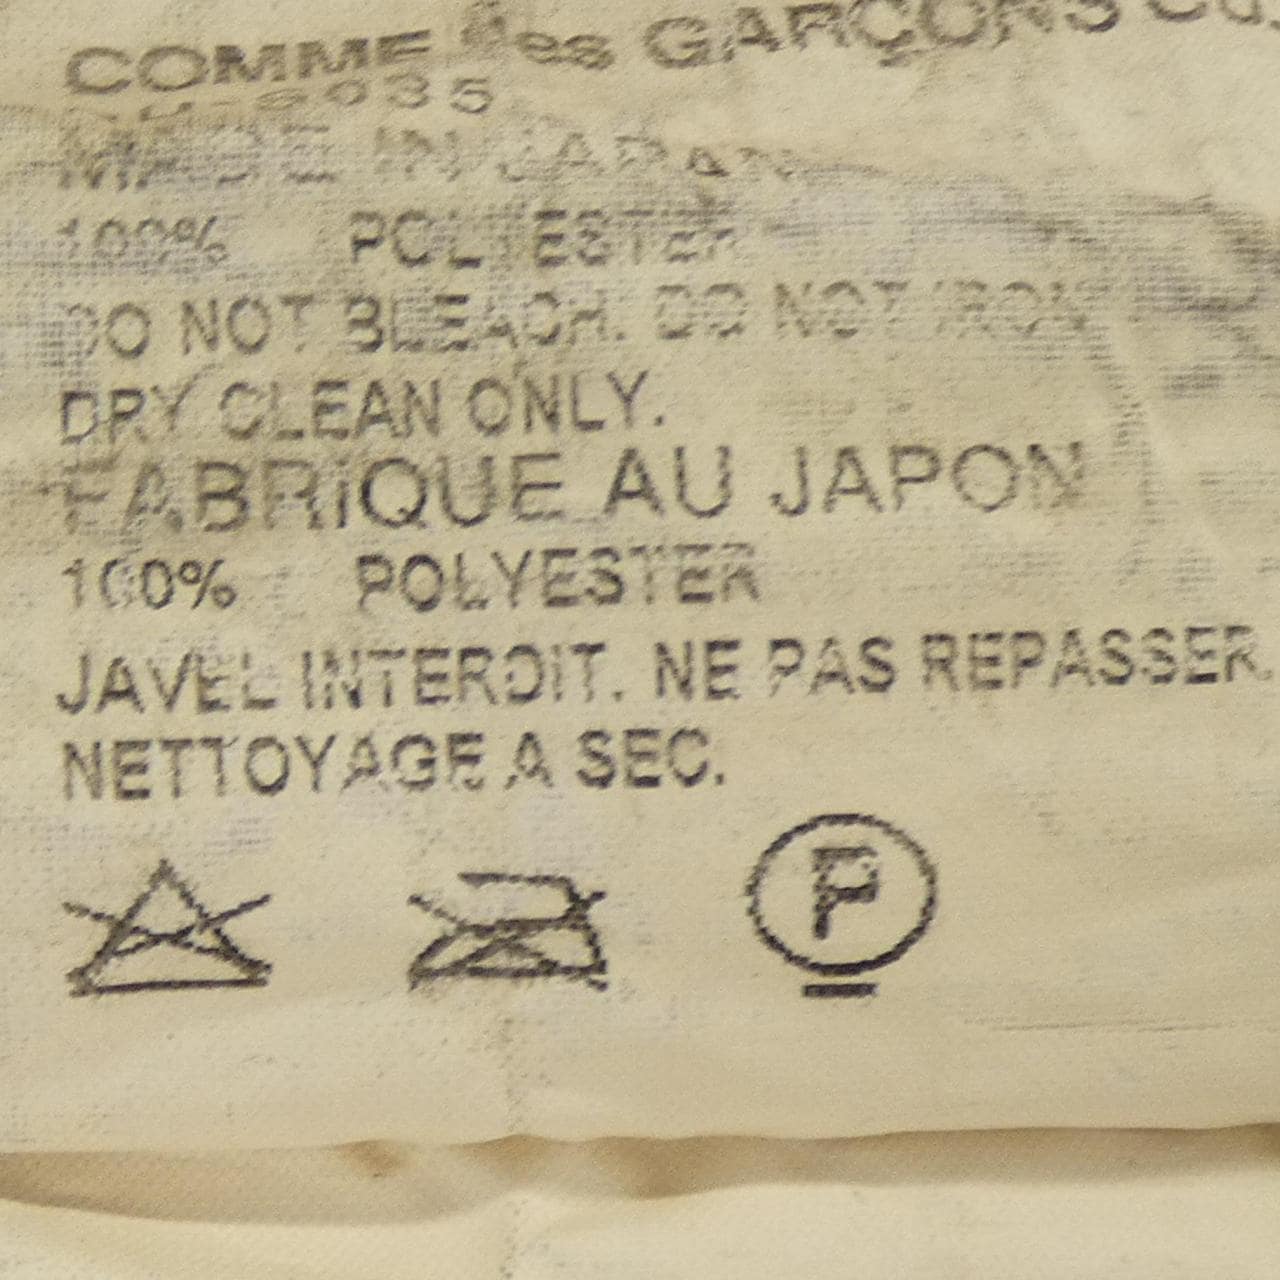 COMME des GARÇONS Co.
MADE IN JAPAN
100% POLYESTER
DO NOT BLEACH. DO NOT IRON
DRY CLEAN ONLY.
FABRiQUE AU JAPON
100% POLYESTER
JAVEL INTERDIT. NE PAS REPASSER.
NETTOYAGE A SEC.
P